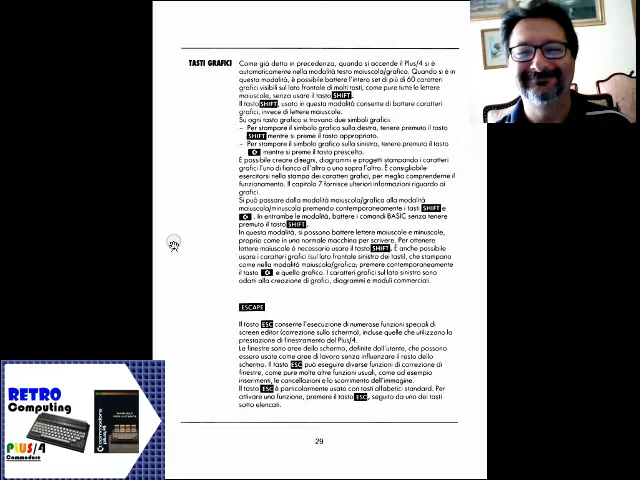 TASTI GRAFICI
Come già detto in precedenza, quando si accende il Plus/4 si è
automaticamente nella modalità testo maiuscola/grafico. Quando si è in
questa modalità, è possibile battere l'intero set di più di 60 caratteri
grafici visibili sul lato frontale di molti tasti, come pure tutte le lettere
maiuscole, senza usare il tasto SHIFT.
Il tasto SHIFT usato in questa modalità consente di battere caratteri
grafici, invece di lettere maiuscole.
Su ogni tasto grafico si trovano due simboli grafici:
– Per stampare il simbolo grafico sulla destra, tenere premuto il tasto
SHIFT mentre si preme il tasto appropriato.
– Per stampare il simbolo grafico sulla sinistra, tenere premuto il tasto
mentre si preme il tasto prescelto.
È possibile creare disegni, diagrammi e progetti stampando i caratteri
grafici l'uno di fianco all'altro o uno sopra l'altro. È consigliabile
esercitarsi nella stampa dei caratteri grafici, per meglio comprenderne il
funzionamento. Il capitolo 7 fornisce ulteriori informazioni riguardo ai
grafici.
Si può passare dalla modalità maiuscola/grafica alla modalità
maiuscola/minuscola premendo contemporaneamente i tasti SHIFT e
. In entrambe le modalità, battere i comandi BASIC senza tenere
premuto il tasto SHIFT.
In questa modalità, si possono battere lettere maiuscole e minuscole,
proprio come in una normale macchina per scrivere. Per ottenere
lettere maiuscole è necessario usare il tasto SHIFT. È anche possibile
usare i caratteri grafici (sul lato frontale sinistro dei tasti), che stampano
come nella modalità maiuscola/grafica; premere contemporaneamente
il tasto e quello grafico. I caratteri grafici sul lato sinistro sono
adatti alla creazione di grafici, diagrammi e moduli commerciali.
ESCAPE
Il tasto ESC consente l'esecuzione di numerose funzioni speciali di
screen editor (correzione sullo schermo), incluse quelle che utilizzano la
prestazione di finestramento del Plus/4.
Le finestre sono aree dello schermo, definite dall'utente, che possono
essere usate come aree di lavoro senza influenzare il resto dello
schermo. Il tasto ESC può eseguire diverse funzioni di correzione di
finestre, come pure molte altre funzioni usuali, come ad esempio
inserimenti, le cancellazioni e lo scorrimento dell'immagine.
Il tasto ESC è particolarmente usato con tasti alfabetici standard. Per
attivare una funzione, premere il tasto ESC, seguito da uno dei tasti
sotto elencati.
29
RETRO
Computing
PLUS/4
Commodore
MANUALE
PER L'UTENTE
commodore
plus/4